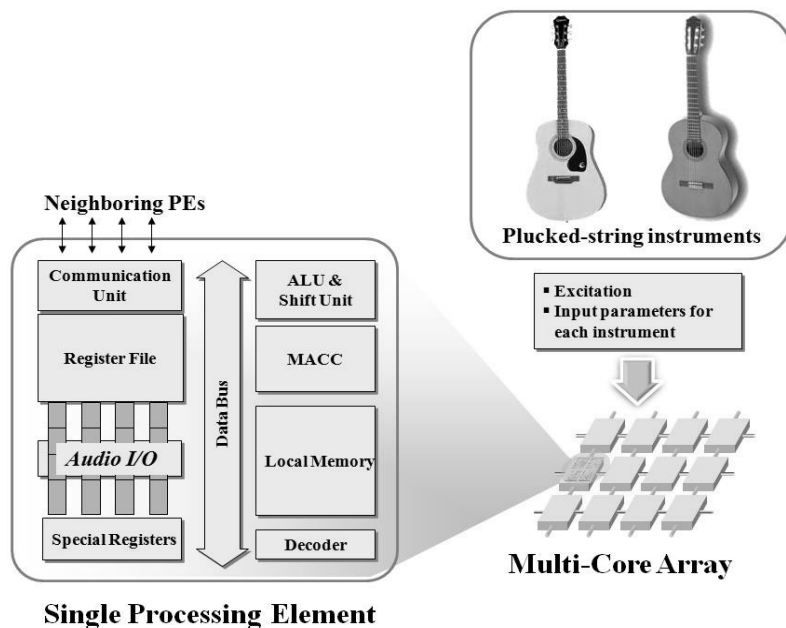 Plucked-string instruments
Neighboring PEs
Communication
Unit
ALU &
Shift Unit
▪ Excitation
▪ Input parameters for
each instrument
Register File
MACC
Data Bus
Audio I/O
Local Memory
Special Registers
Decoder
Multi-Core Array
Single Processing Element